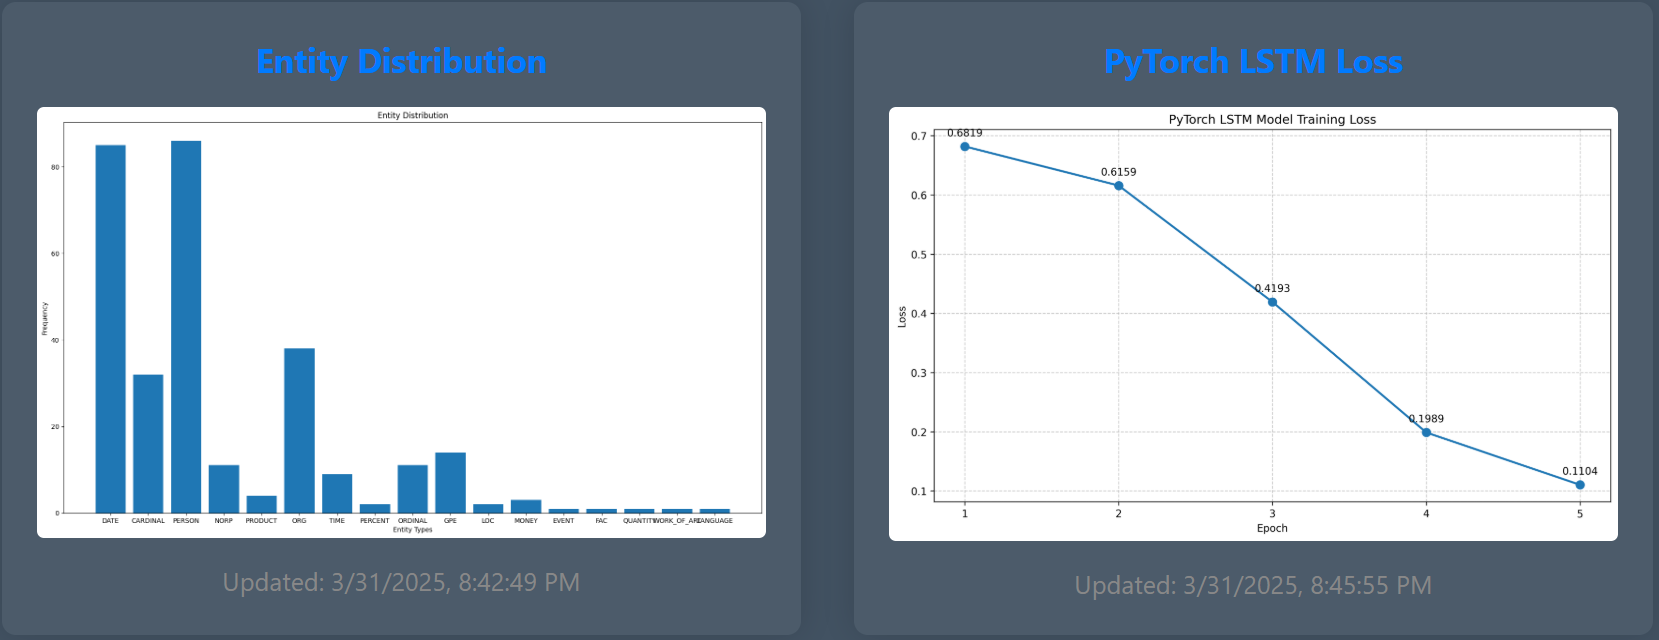 Entity Distribution
Entity Distribution
80
60
40
20
0
Frequency
DATE CARDINAL PERSON NORP PRODUCT ORG TIME PERCENT ORDINAL GPE LOC MONEY EVENT FAC QUANTITY WORK_OF_ART LANGUAGE
Entity Types
Updated: 3/31/2025, 8:42:49 PM
PyTorch LSTM Loss
PyTorch LSTM Model Training Loss
0.7
0.6
0.5
0.4
0.3
0.2
0.1
Loss
0.6819
0.6159
0.4193
0.1989
0.1104
1 2 3 4 5
Epoch
Updated: 3/31/2025, 8:45:55 PM